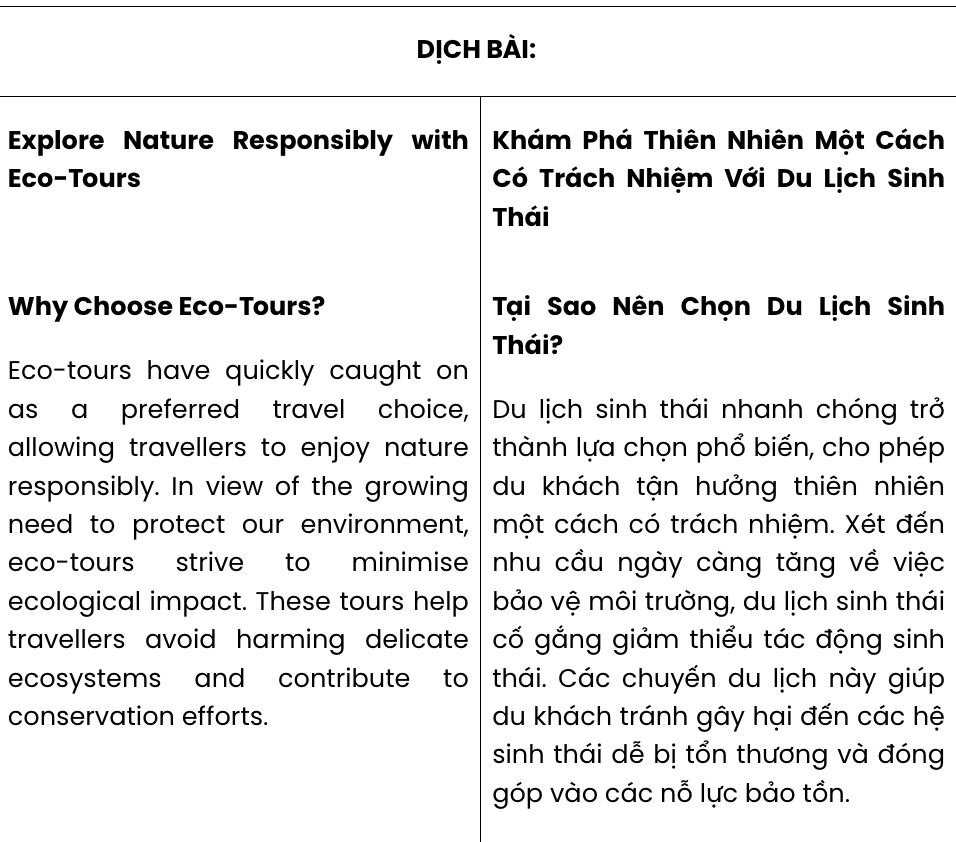 DỊCH BÀI:
Explore Nature Responsibly with
Eco-Tours
Why Choose Eco-Tours?
Eco-tours have quickly caught on
as a preferred travel choice,
allowing travellers to enjoy nature
responsibly. In view of the growing
need to protect our environment,
eco-tours strive to minimise
ecological impact. These tours help
travellers avoid harming delicate
ecosystems and contribute to
conservation efforts.
Khám Phá Thiên Nhiên Một Cách
Có Trách Nhiệm Với Du Lịch Sinh
Thái
Tại Sao Nên Chọn Du Lịch Sinh
Thái?
Du lịch sinh thái nhanh chóng trở
thành lựa chọn phổ biến, cho phép
du khách tận hưởng thiên nhiên
một cách có trách nhiệm. Xét đến
nhu cầu ngày càng tăng về việc
bảo vệ môi trường, du lịch sinh thái
cố gắng giảm thiểu tác động sinh
thái. Các chuyến du lịch này giúp
du khách tránh gây hại đến các hệ
sinh thái dễ bị tổn thương và đóng
góp vào các nỗ lực bảo tồn.